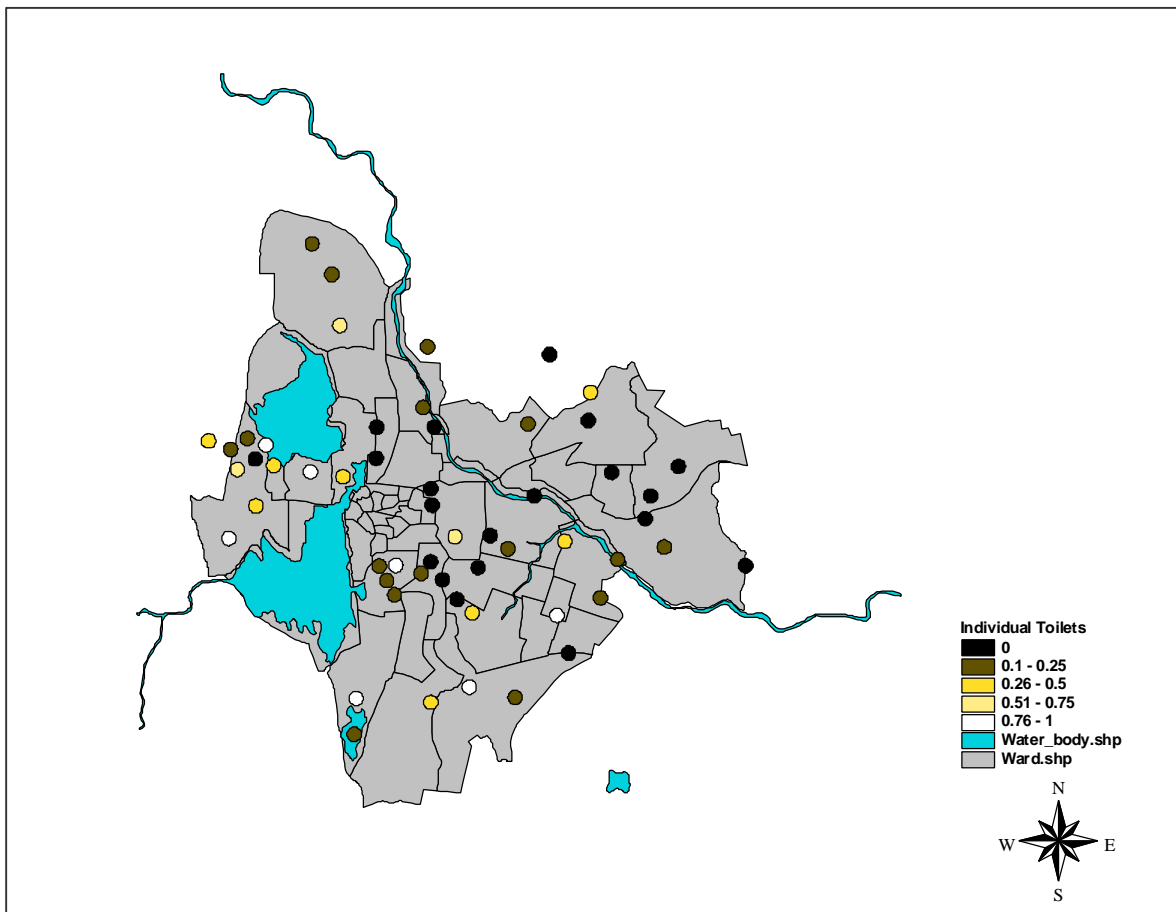 Individual Toilets
0
0.1 - 0.25
0.26 - 0.5
0.51 - 0.75
0.76 - 1
Water_body.shp
Ward.shp
N
W E
S